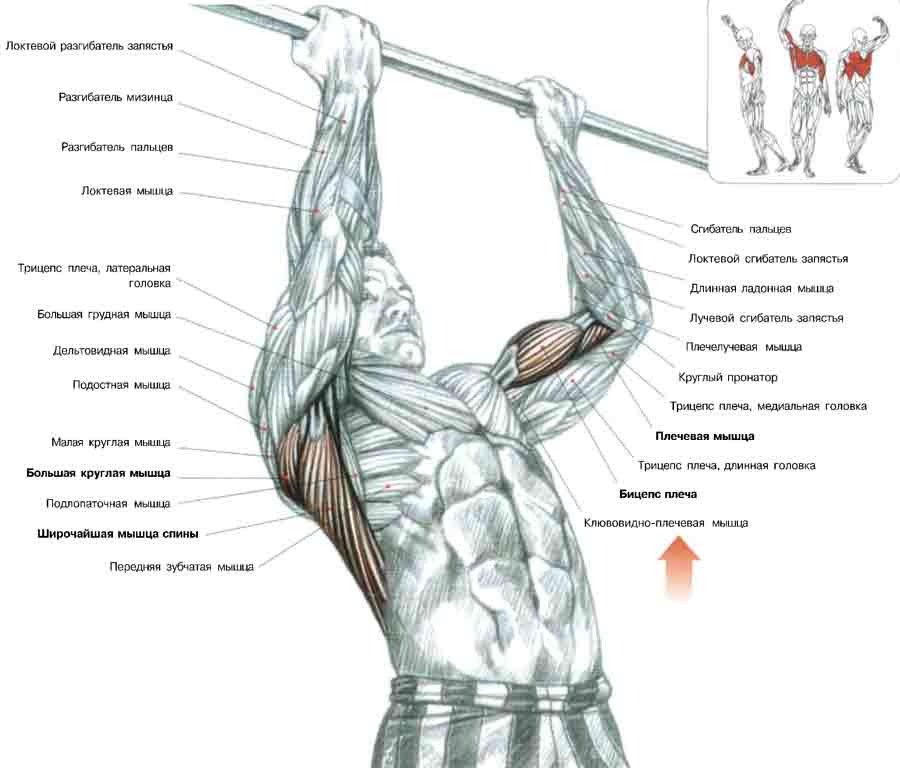 Локтевой разгибатель запястья
Разгибатель мизинца
Разгибатель пальцев
Локтевая мышца
Трицепс плеча, латеральная
головка
Большая грудная мышца
Дельтовидная мышца
Подостная мышца
Малая круглая мышца
Большая круглая мышца
Подлопаточная мышца
Широчайшая мышца спины
Передняя зубчатая мышца
Сгибатель пальцев
Локтевой сгибатель запястья
Длинная ладонная мышца
Лучевой сгибатель запястья
Плечелучевая мышца
Круглый пронатор
Трицепс плеча, медиальная головка
Плечевая мышца
Трицепс плеча, длинная головка
Бицепс плеча
Клювовидно-плечевая мышца